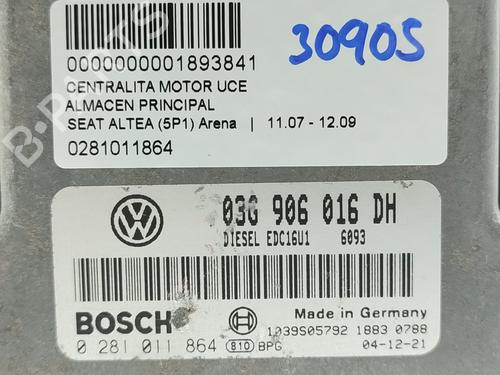 30905
0000000001893841
CENTRALITA MOTOR UCE
ALMACEN PRINCIPAL
SEAT ALTEA (5P1) Arena | 11.07 - 12.09
0281011864
03G 906 016 DH
DIESEL EDC16U1 6093
BOSCH
Made in Germany
1039S05792 1883 0788
0 281 011 864 810 BPG 04-12-21
B-PARTS